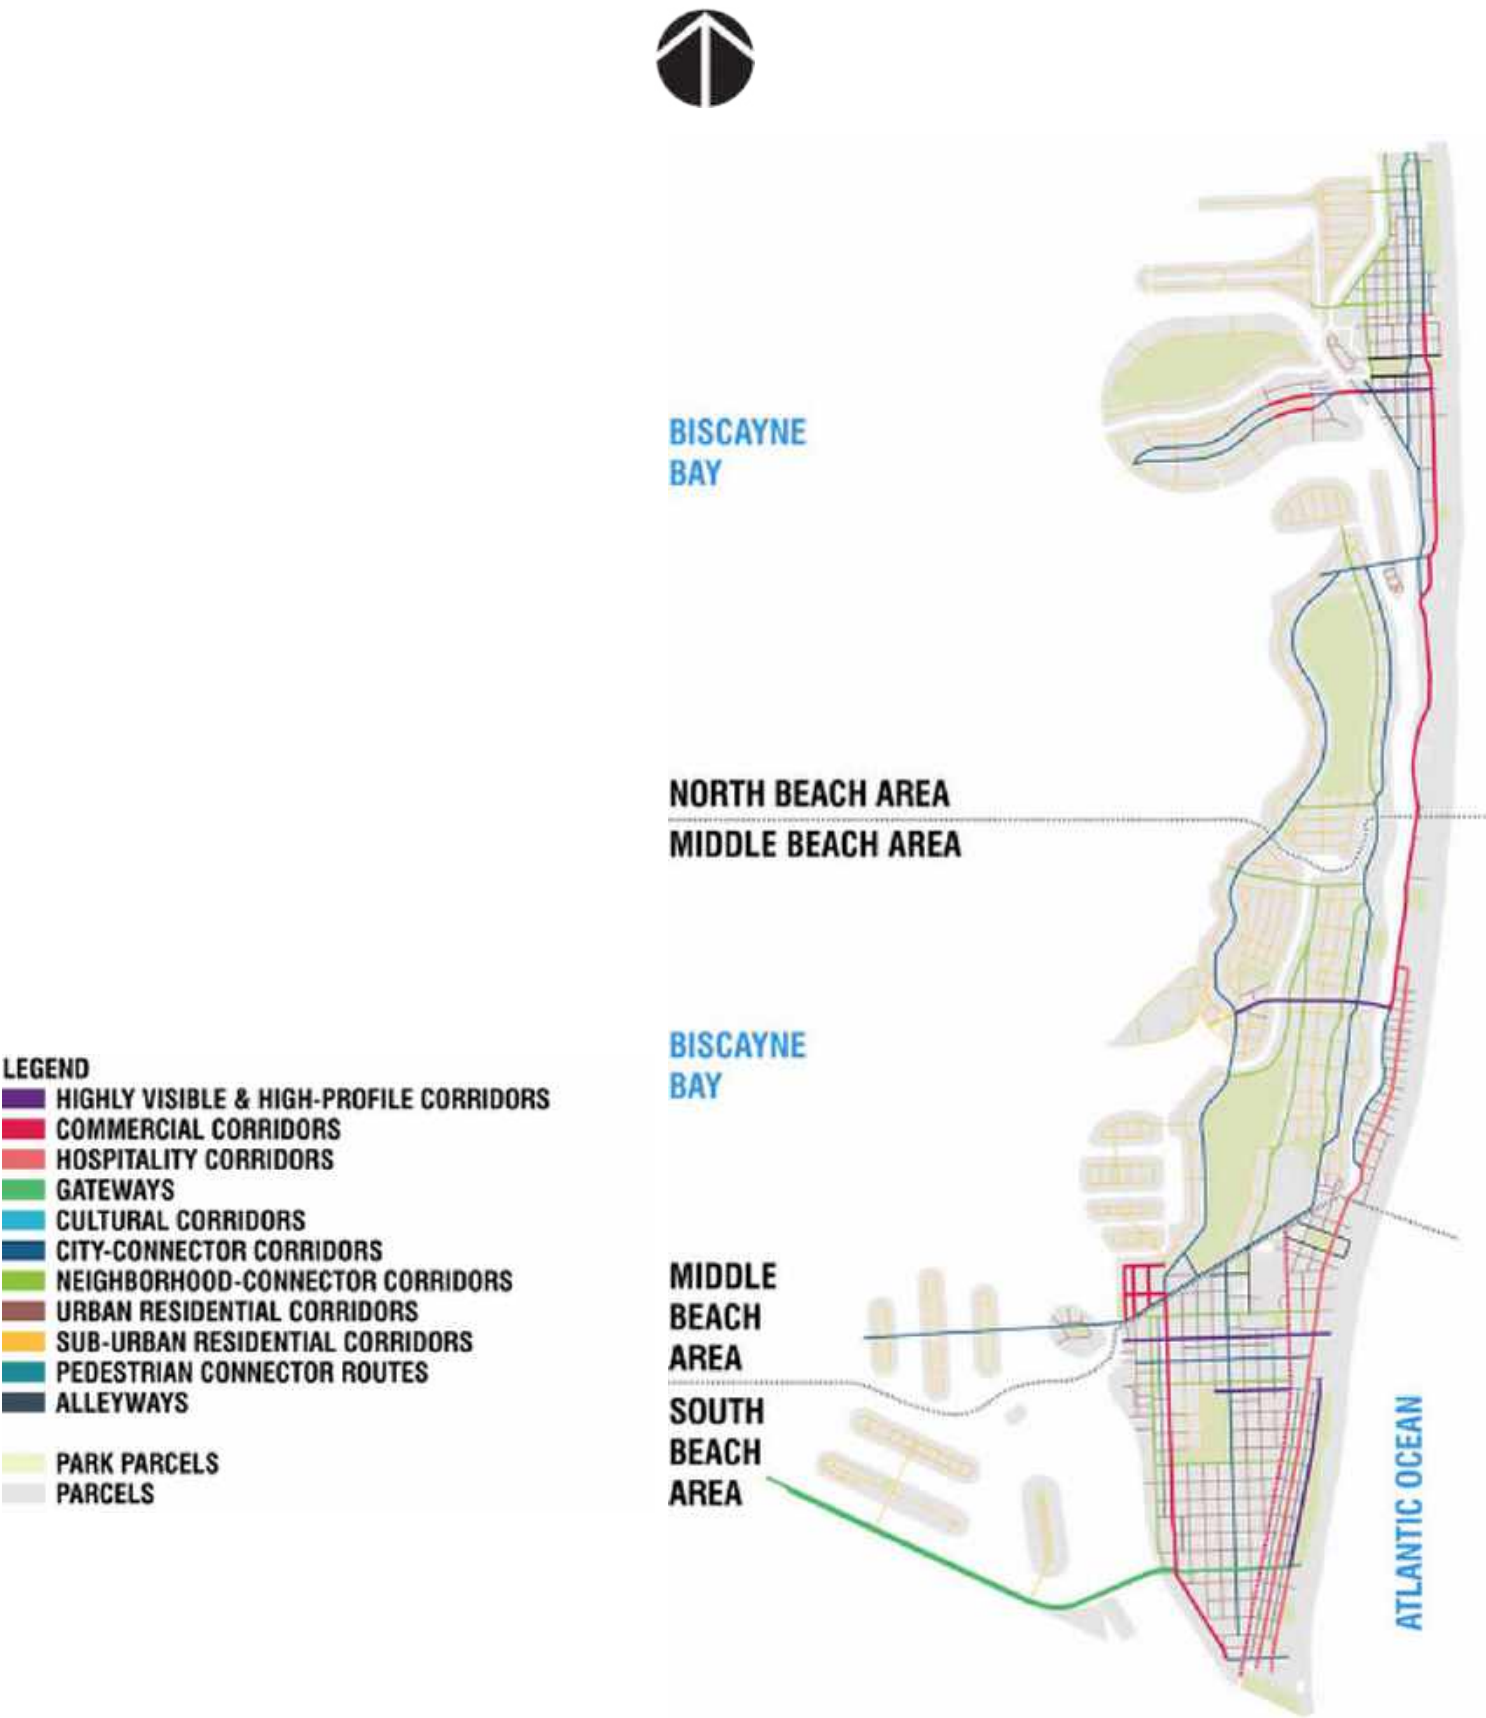 BISCAYNE
BAY
NORTH BEACH AREA
MIDDLE BEACH AREA
BISCAYNE
BAY
LEGEND
HIGHLY VISIBLE & HIGH-PROFILE CORRIDORS
COMMERCIAL CORRIDORS
HOSPITALITY CORRIDORS
GATEWAYS
CULTURAL CORRIDORS
CITY-CONNECTOR CORRIDORS
NEIGHBORHOOD-CONNECTOR CORRIDORS
URBAN RESIDENTIAL CORRIDORS
SUB-URBAN RESIDENTIAL CORRIDORS
PEDESTRIAN CONNECTOR ROUTES
ALLEYWAYS
PARK PARCELS
PARCELS
MIDDLE
BEACH
AREA
SOUTH
BEACH
AREA
ATLANTIC OCEAN